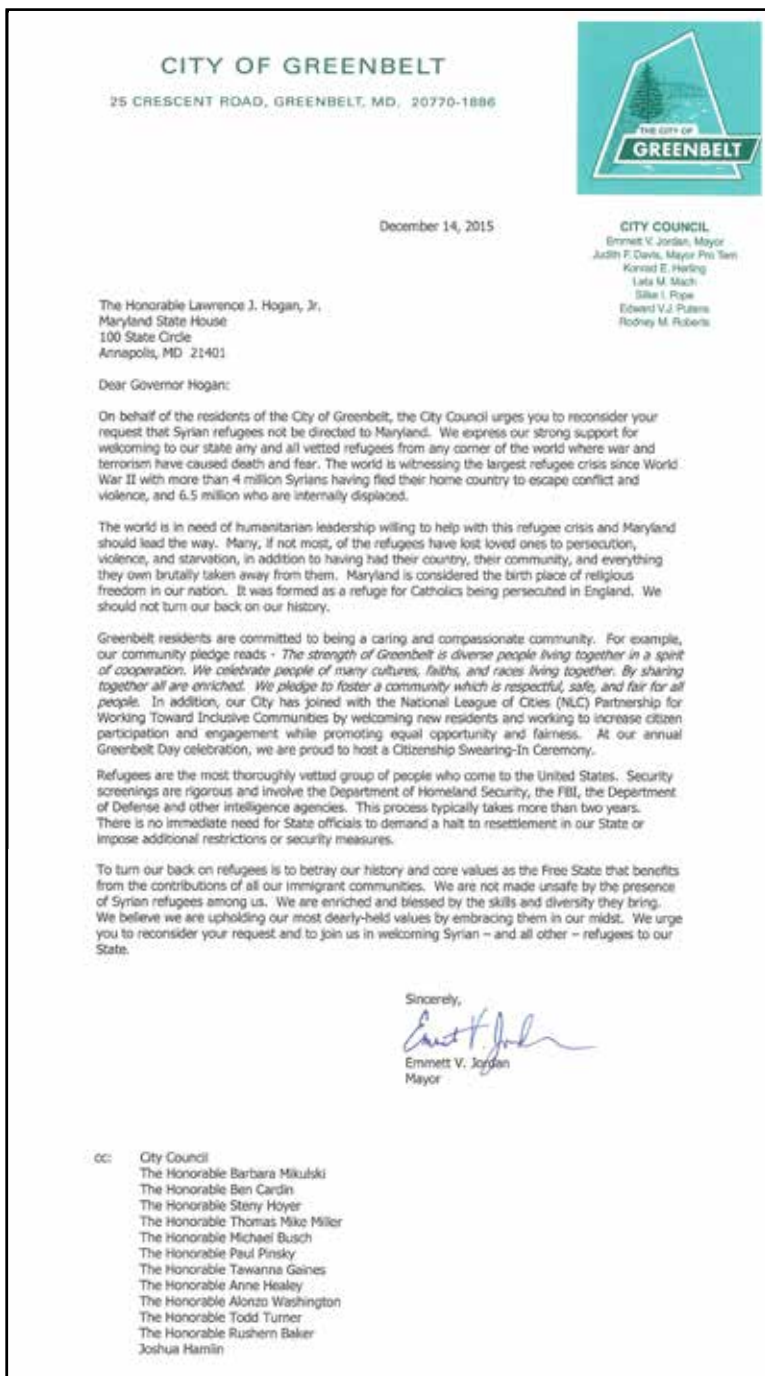 CITY OF GREENBELT
25 CRESCENT ROAD, GREENBELT, MD. 20770-1886
THE CITY OF
GREENBELT
December 14, 2015
CITY COUNCIL
Emmett V. Jordan, Mayor
Judith F. Davis, Mayor Pro Tem
Konrad E. Herling
Leta M. Mach
Silke I. Pope
Edward V.J. Putens
Rodney M. Roberts
The Honorable Lawrence J. Hogan, Jr.
Maryland State House
100 State Circle
Annapolis, MD 21401
Dear Governor Hogan:
On behalf of the residents of the City of Greenbelt, the City Council urges you to reconsider your
request that Syrian refugees not be directed to Maryland. We express our strong support for
welcoming to our state any and all vetted refugees from any corner of the world where war and
terrorism have caused death and fear. The world is witnessing the largest refugee crisis since World
War II with more than 4 million Syrians having fled their home country to escape conflict and
violence, and 6.5 million who are internally displaced.
The world is in need of humanitarian leadership willing to help with this refugee crisis and Maryland
should lead the way. Many, if not most, of the refugees have lost loved ones to persecution,
violence, and starvation, in addition to having had their country, their community, and everything
they own brutally taken away from them. Maryland is considered the birth place of religious
freedom in our nation. It was formed as a refuge for Catholics being persecuted in England. We
should not turn our back on our history.
Greenbelt residents are committed to being a caring and compassionate community. For example,
our community pledge reads - The strength of Greenbelt is diverse people living together in a spirit
of cooperation. We celebrate people of many cultures, faiths, and races living together. By sharing
together all are enriched. We pledge to foster a community which is respectful, safe, and fair for all
people. In addition, our City has joined with the National League of Cities (NLC) Partnership for
Working Toward Inclusive Communities by welcoming new residents and working to increase citizen
participation and engagement while promoting equal opportunity and fairness. At our annual
Greenbelt Day celebration, we are proud to host a Citizenship Swearing-In Ceremony.
Refugees are the most thoroughly vetted group of people who come to the United States. Security
screenings are rigorous and involve the Department of Homeland Security, the FBI, the Department
of Defense and other intelligence agencies. This process typically takes more than two years.
There is no immediate need for State officials to demand a halt to resettlement in our State or
impose additional restrictions or security measures.
To turn our back on refugees is to betray our history and core values as the Free State that benefits
from the contributions of all our immigrant communities. We are not made unsafe by the presence
of Syrian refugees among us. We are enriched and blessed by the skills and diversity they bring.
We believe we are upholding our most dearly-held values by embracing them in our midst. We urge
you to reconsider your request and to join us in welcoming Syrian – and all other – refugees to our
State.
Sincerely,
Emmett V. Jordan
Emmett V. Jordan
Mayor
cc: City Council
The Honorable Barbara Mikulski
The Honorable Ben Cardin
The Honorable Steny Hoyer
The Honorable Thomas Mike Miller
The Honorable Michael Busch
The Honorable Paul Pinsky
The Honorable Tawanna Gaines
The Honorable Anne Healey
The Honorable Alonzo Washington
The Honorable Todd Turner
The Honorable Rushern Baker
Joshua Hamlin